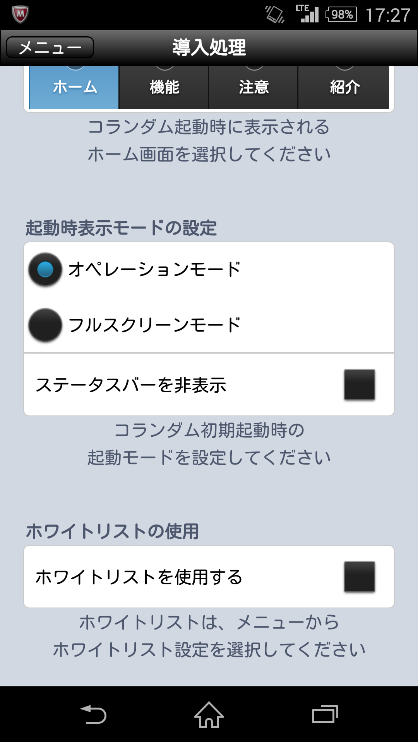 LTE 98% 17:27
メニュー 導入処理
ホーム 機能 注意 紹介
コランダム起動時に表示される
ホーム画面を選択してください
起動時表示モードの設定
オペレーションモード
フルスクリーンモード
ステータスバーを非表示
コランダム初期起動時の
起動モードを設定してください
ホワイトリストの使用
ホワイトリストを使用する
ホワイトリストは、メニューから
ホワイトリスト設定を選択してください